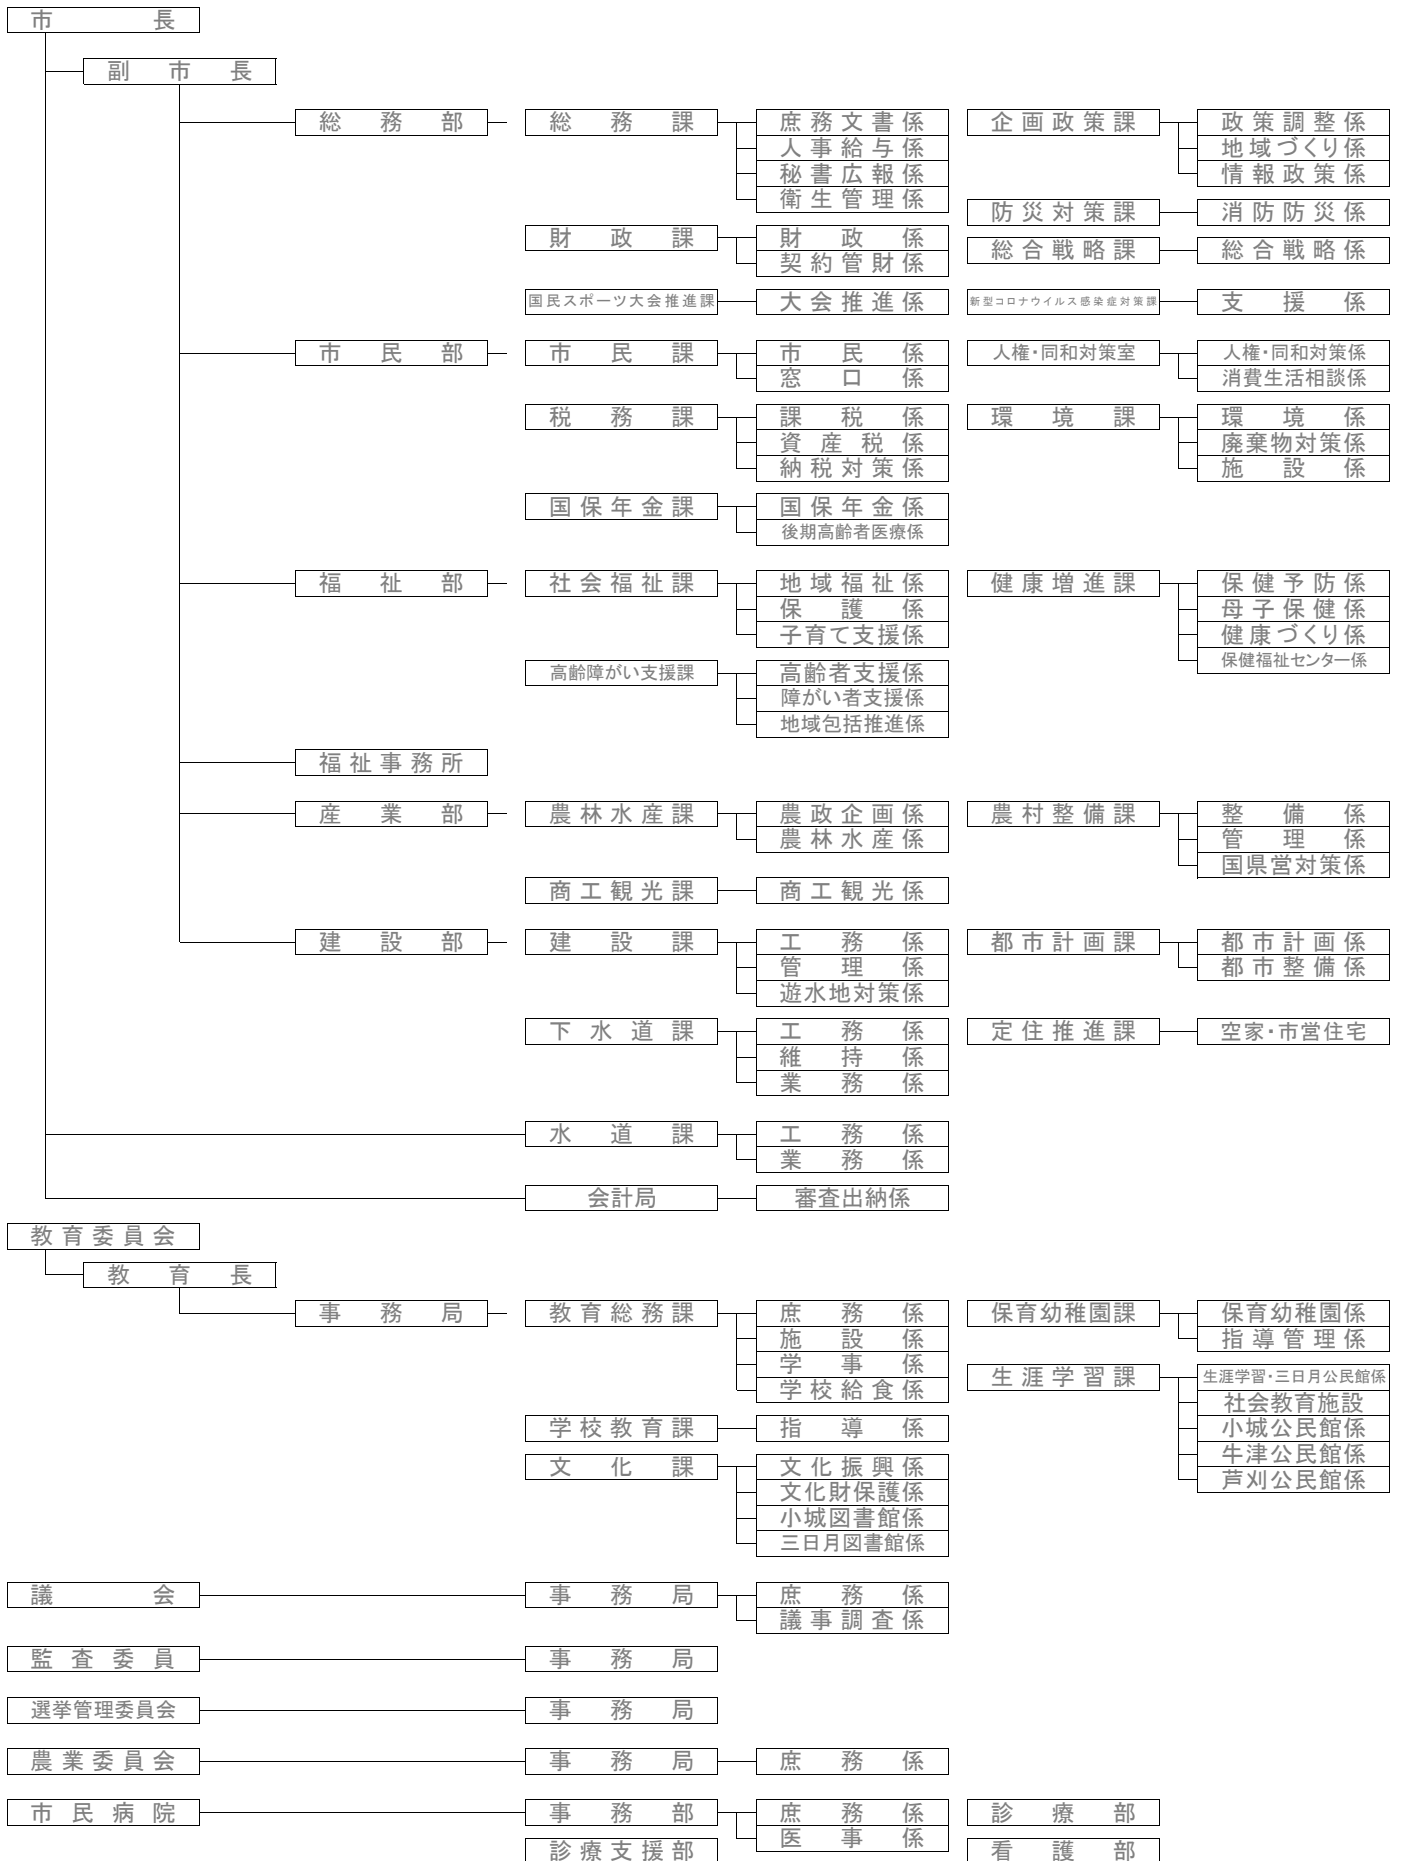 市長
副市長
総務部 総務課 庶務文書係 企画政策課 政策調整係
人事給与係 地域づくり係
秘書広報係 情報政策係
衛生管理係
防災対策課 消防防災係
財政課 財政係
総合戦略課 総合戦略係
契約管財係
国民スポーツ大会推進課 大会推進係 新型コロナウイルス感染症対策課 支援係
市民部 市民課 市民係 人権・同和対策室 人権・同和対策係
窓口係 消費生活相談係
税務課 課税係 環境課 環境係
資産税係 廃棄物対策係
納税対策係 施設係
国保年金課 国保年金係
後期高齢者医療係
福祉部 社会福祉課 地域福祉係 健康増進課 保健予防係
保護係 母子保健係
子育て支援係 健康づくり係
保健福祉センター係
高齢障がい支援課 高齢者支援係
障がい者支援係
地域包括推進係
福祉事務所
産業部 農林水産課 農政企画係 農村整備課 整備係
農林水産係 管理係
国県営対策係
商工観光課 商工観光係
建設部 建設課 工務係 都市計画課 都市計画係
管理係 都市整備係
遊水地対策係
下水道課 工務係 定住推進課 空家・市営住宅
維持係
業務係
水道課 工務係
業務係
会計局 審査出納係
教育委員会
教育長
事務局 教育総務課 庶務係 保育幼稚園課 保育幼稚園係
施設係 指導管理係
学事係
生涯学習課 生涯学習・三日月公民館係
学校給食係
社会教育施設
学校教育課 指導係 小城公民館係
牛津公民館係
文化課 文化振興係
芦刈公民館係
文化財保護係
小城図書館係
三日月図書館係
議会 事務局 庶務係
議事調査係
監査委員 事務局
選挙管理委員会 事務局
農業委員会 事務局 庶務係
市民病院 事務部 庶務係 診療部
医事係
診療支援部 看護部